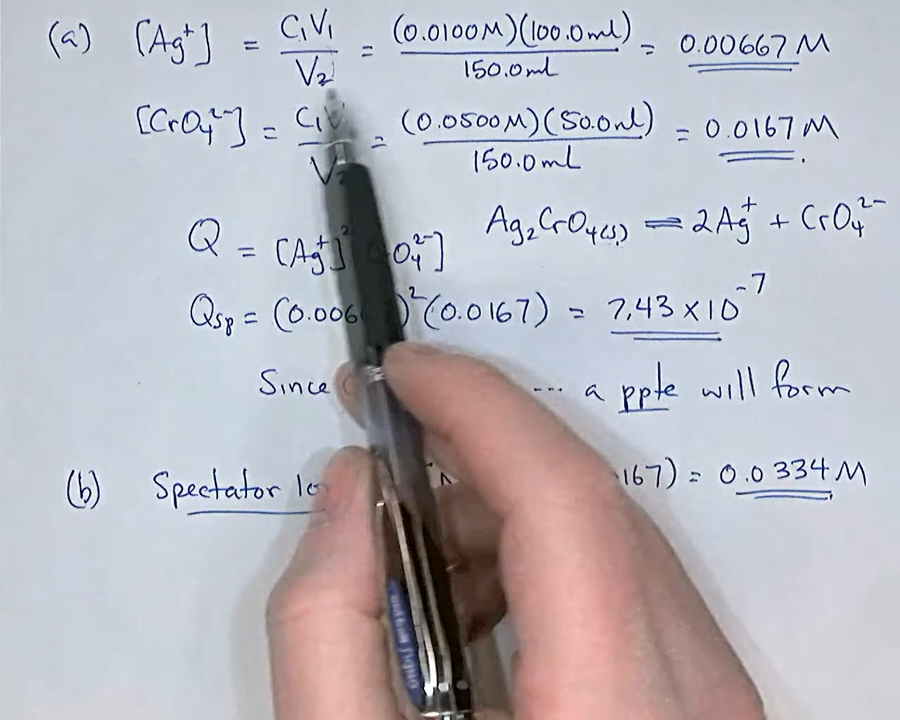 (a) [Ag⁺] = C₁V₁/V₂ = (0.0100M)(100.0ml)/150.0ml = 0.00667 M
[CrO₄²⁻] = C₁V = (0.0500M)(50.0ml)/150.0mL = 0.0167 M.
Q = [Ag⁺]² O₄²⁻] Ag₂CrO₄(s) ⇌ 2Ag⁺ + CrO₄²⁻
Qsp = (0.006 )²(0.0167) = 7.43 × 10⁻⁷
Since ... a ppte will form
(b) Spectator 167) = 0.0334 M